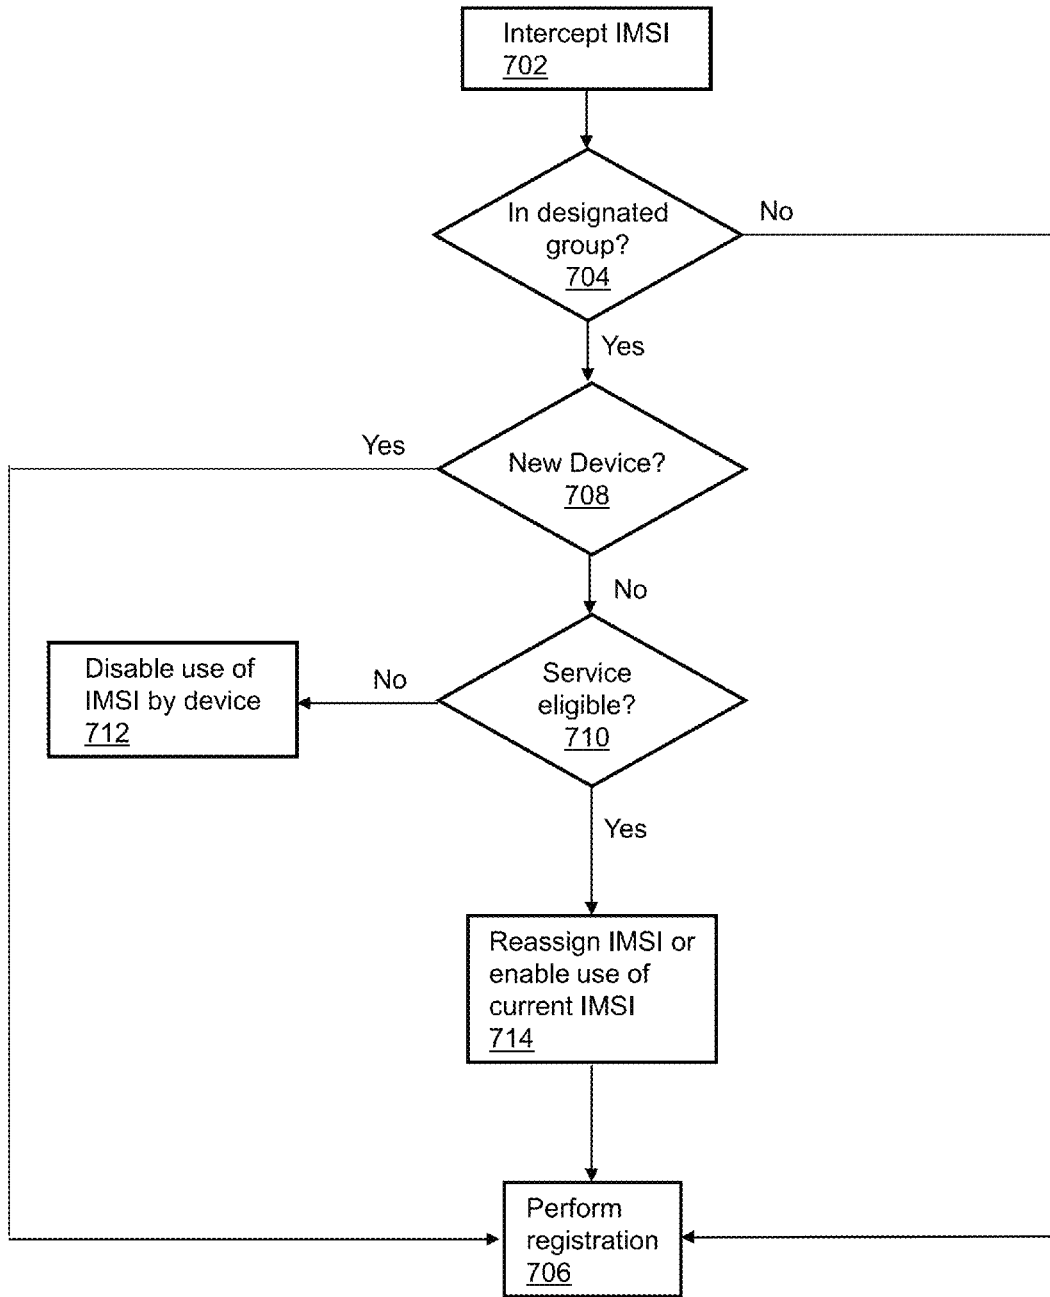 Intercept IMSI
702
In designated
group?
704
No
Yes
New Device?
708
Yes
No
Service
eligible?
710
No
Disable use of
IMSI by device
712
Yes
Reassign IMSI or
enable use of
current IMSI
714
Perform
registration
706